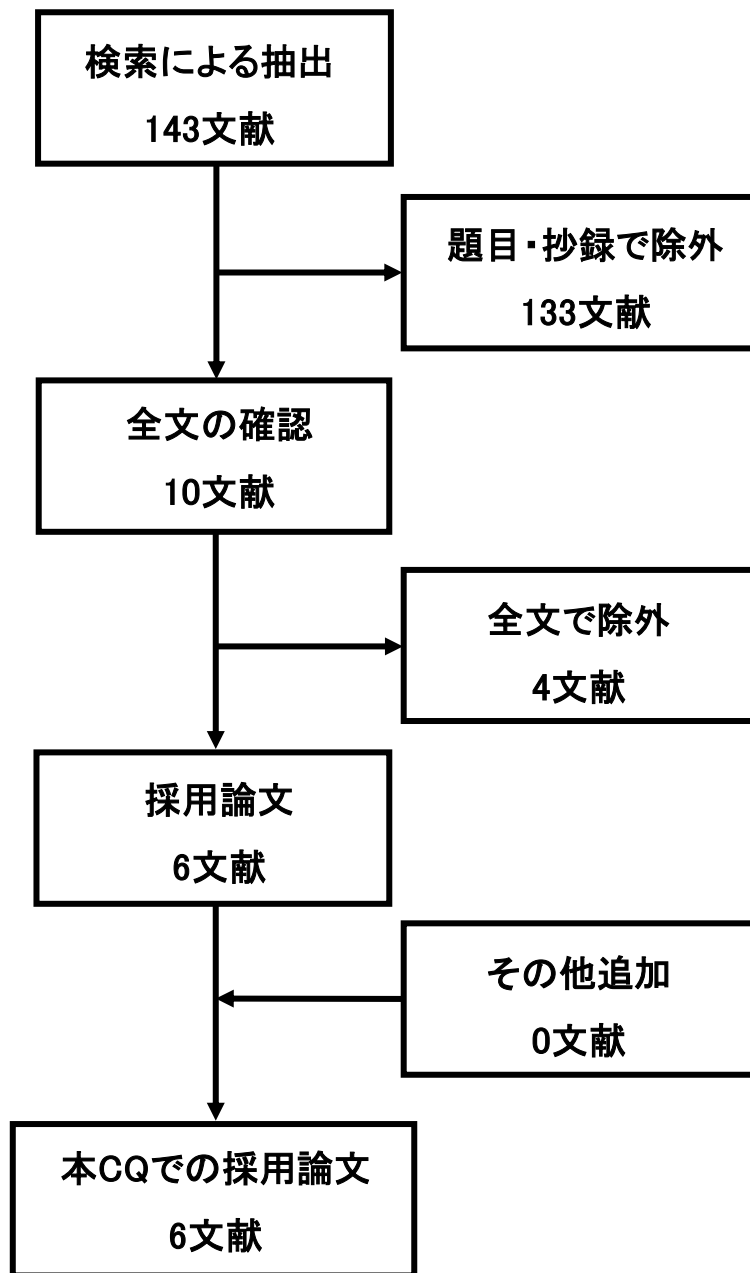 検索による抽出
143文献
題目・抄録で除外
133文献
全文の確認
10文献
全文で除外
4文献
採用論文
6文献
その他追加
0文献
本CQでの採用論文
6文献